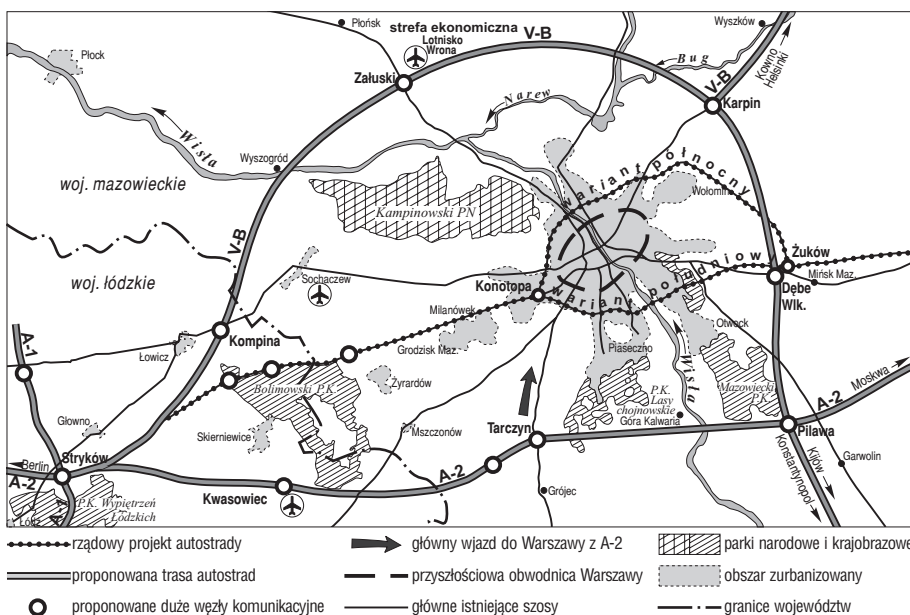 Płońsk
strefa ekonomiczna
Lotnisko
Wrona
V-B
Wyszków
Płock
Bug
Kowno
Helsinki
Załuski
V-B
Narew
Karpin
Wisła
Wyszogród
woj. mazowieckie
wariant północny
Wołomin
Kampinowski PN
V-B
woj. łódzkie
Żuków
Sochaczew
Konotopa
wariant południow
Mińsk Maz.
Dębe
Wlk.
Milanówek
A-1
Kompina
Otwock
Łowicz
Grodzisk Maz.
Piaseczno
Wisła
Bolimowski P.K.
Żyrardów
Mazowiecki
P.K.
Moskwa
P.K.
Lasy
chojnowskie
A-2
Głowno
Skierniewice
Mszczonów
Góra Kalwaria
Tarczyn
Pilawa
Stryków
Berlin
A-2
A-2
Kijów
Konstantynopol
Garwolin
Kwasowiec
Grójec
A-1
P.K. Wypiętrzeń
Łódzkich
Łódź
rządowy projekt autostrady
główny wjazd do Warszawy z A-2
parki narodowe i krajobrazowe
proponowana trasa autostrad
przyszłościowa obwodnica Warszawy
obszar zurbanizowany
proponowane duże węzły komunikacyjne
główne istniejące szosy
granice województw